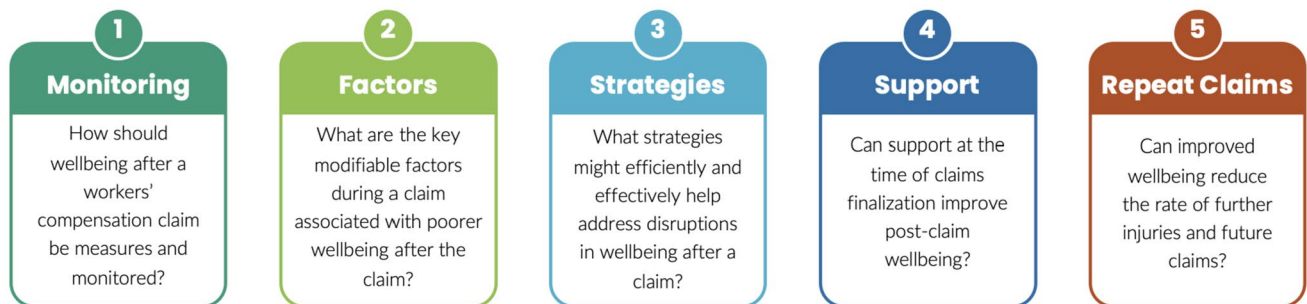 1
Monitoring
How should
wellbeing after a
workers'
compensation claim
be measures and
monitored?
2
Factors
What are the key
modifiable factors
during a claim
associated with poorer
wellbeing after the
claim?
3
Strategies
What strategies
might efficiently and
effectively help
address disruptions
in wellbeing after a
claim?
4
Support
Can support at the
time of claims
finalization improve
post-claim
wellbeing?
5
Repeat Claims
Can improved
wellbeing reduce
the rate of further
injuries and future
claims?